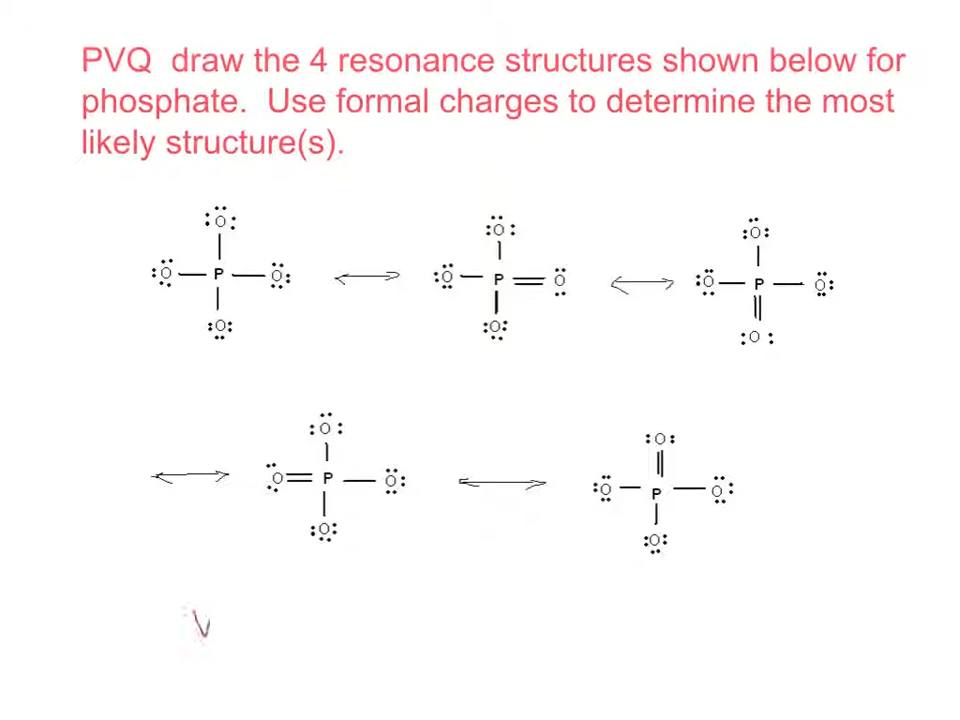 PVQ draw the 4 resonance structures shown below for
phosphate. Use formal charges to determine the most
likely structure(s).
O O O
O P O O P O O P O
O O O
O O
O P O O P O
O O
V